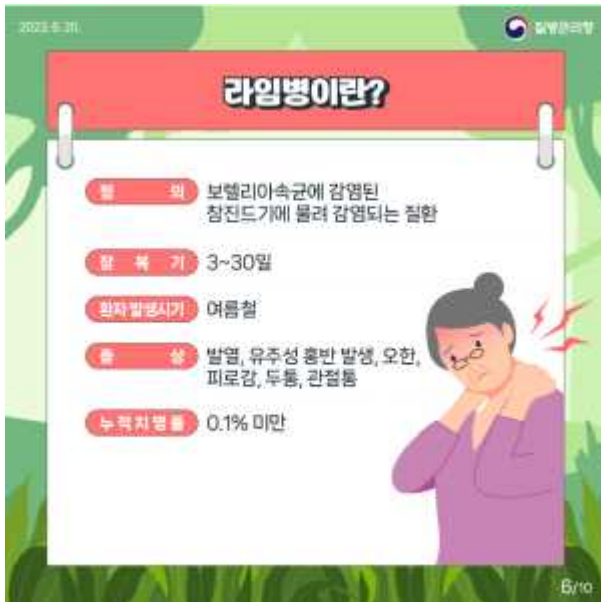 2023.6.20.
질병관리청
라임병이란?
정 의 보렐리아속균에 감염된
참진드기에 물려 감염되는 질환
잠 복 기 3~30일
환자 발생시기 여름철
증 상 발열, 유주성 홍반 발생, 오한,
피로감, 두통, 관절통
누적치명률 0.1% 미만
6/10